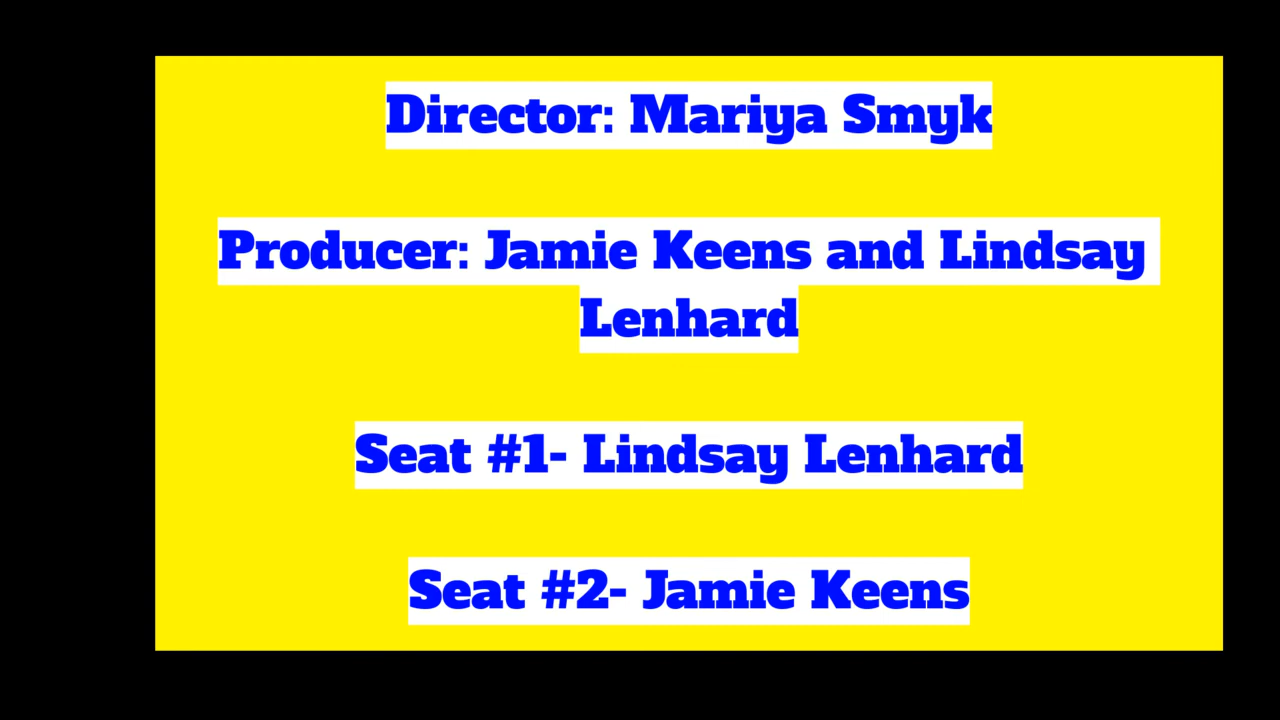 Director: Mariya Smyk
Producer: Jamie Keens and Lindsay
Lenhard
Seat #1- Lindsay Lenhard
Seat #2- Jamie Keens